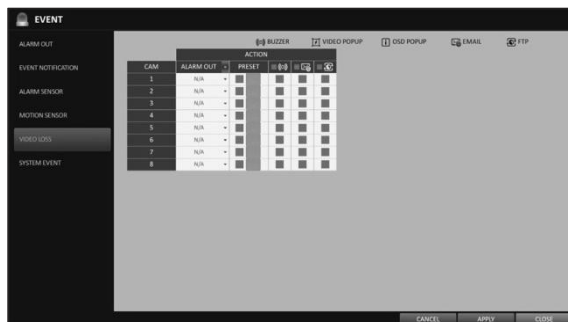 EVENT
ALARM OUT
EVENT NOTIFICATION
ALARM SENSOR
MOTION SENSOR
VIDEO LOSS
SYSTEM EVENT
BUZZER VIDEO POPUP OSD POPUP EMAIL FTP
ACTION
CAM ALARM OUT PRESET
1 N/A
2 N/A
3 N/A
4 N/A
5 N/A
6 N/A
7 N/A
8 N/A
CANCEL APPLY CLOSE